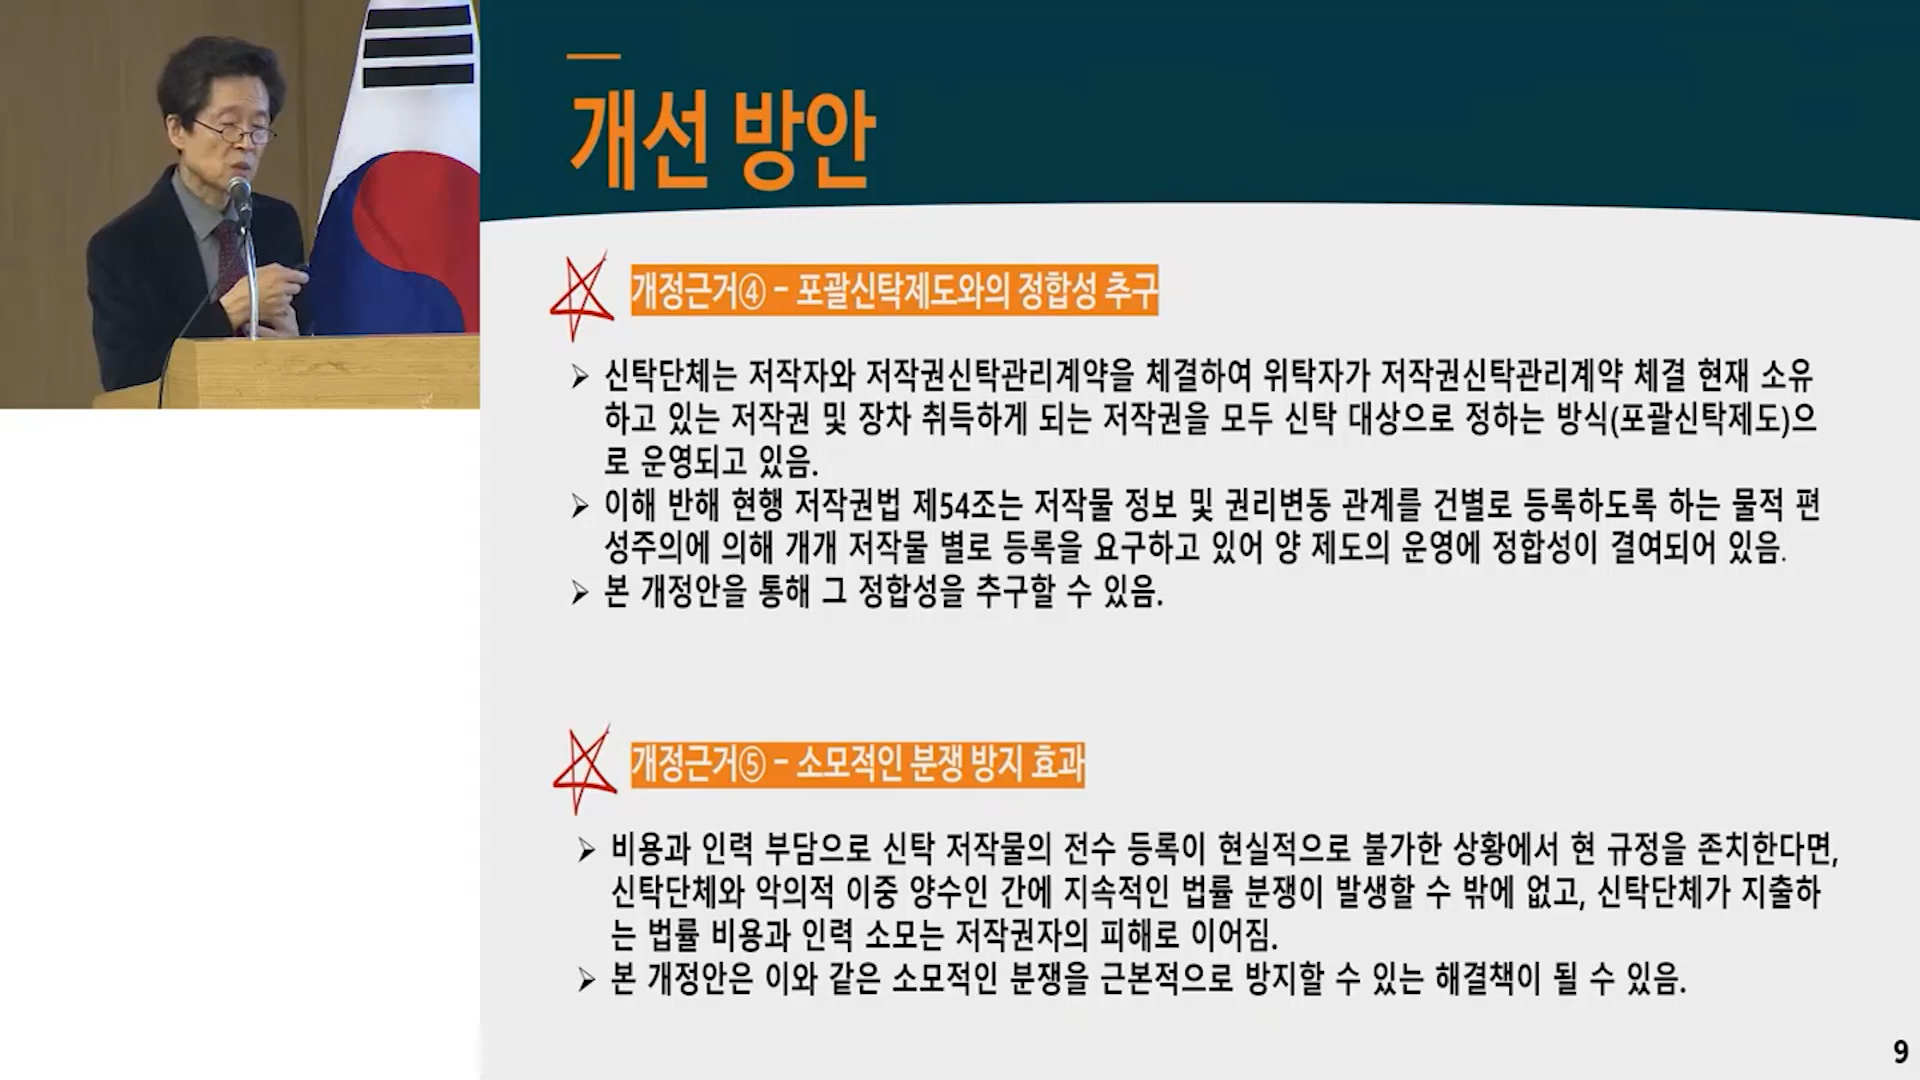 개선 방안
개정근거④ - 포괄신탁제도와의 정합성 추구
➢ 신탁단체는 저작자와 저작권신탁관리계약을 체결하여 위탁자가 저작권신탁관리계약 체결 현재 소유
하고 있는 저작권 및 장차 취득하게 되는 저작권을 모두 신탁 대상으로 정하는 방식(포괄신탁제도)으
로 운영되고 있음.
➢ 이해 반해 현행 저작권법 제54조는 저작물 정보 및 권리변동 관계를 건별로 등록하도록 하는 물적 편
성주의에 의해 개개 저작물 별로 등록을 요구하고 있어 양 제도의 운영에 정합성이 결여되어 있음.
➢ 본 개정안을 통해 그 정합성을 추구할 수 있음.
개정근거⑤ - 소모적인 분쟁 방지 효과
➢ 비용과 인력 부담으로 신탁 저작물의 전수 등록이 현실적으로 불가한 상황에서 현 규정을 존치한다면,
신탁단체와 악의적 이중 양수인 간에 지속적인 법률 분쟁이 발생할 수 밖에 없고, 신탁단체가 지출하
는 법률 비용과 인력 소모는 저작권자의 피해로 이어짐.
➢ 본 개정안은 이와 같은 소모적인 분쟁을 근본적으로 방지할 수 있는 해결책이 될 수 있음.
9